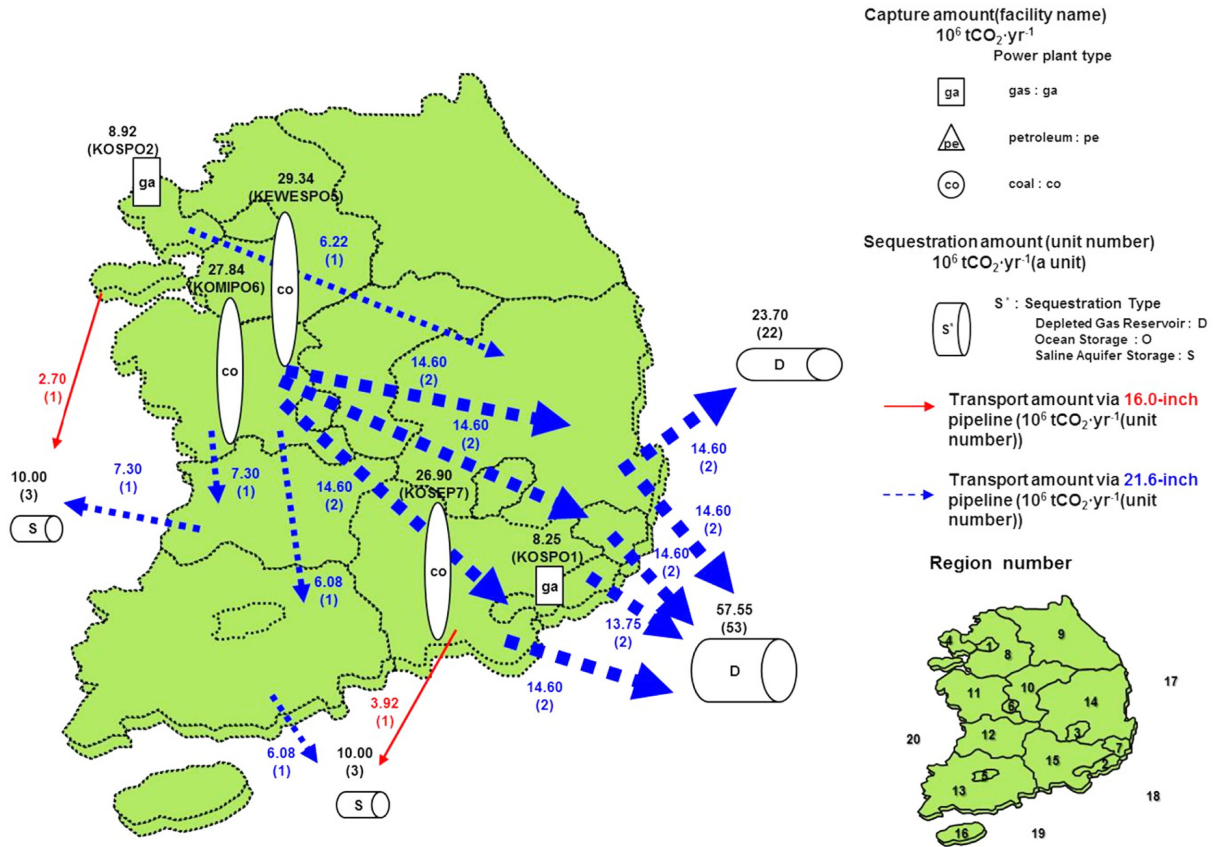 Capture amount(facility name)
10⁶ tCO₂·yr⁻¹
Power plant type
ga
gas : ga
pe
petroleum : pe
co
coal : co
Sequestration amount (unit number)
10⁶ tCO₂·yr⁻¹(a unit)
S*
S* : Sequestration Type
Depleted Gas Reservoir : D
Ocean Storage : O
Saline Aquifer Storage : S
Transport amount via 16.0-inch
pipeline (10⁶ tCO₂·yr⁻¹(unit
number))
Transport amount via 21.6-inch
pipeline (10⁶ tCO₂·yr⁻¹(unit
number))
Region number
4
1
8
9
11
10
6
14
17
20
12
3
7
15
2
5
13
18
16
19
8.92
(KOSPO2)
ga
29.34
(KEWESPO5)
co
6.22
(1)
27.84
(KOMIPO6)
co
23.70
(22)
D
2.70
(1)
14.60
(2)
14.60
(2)
14.60
(2)
14.60
(2)
10.00
(3)
S
7.30
(1)
7.30
(1)
26.90
(KOSEP7)
co
14.60
(2)
8.25
(KOSPO1)
ga
14.60
(2)
6.08
(1)
13.75
(2)
57.55
(53)
D
14.60
(2)
3.92
(1)
6.08
(1)
10.00
(3)
S